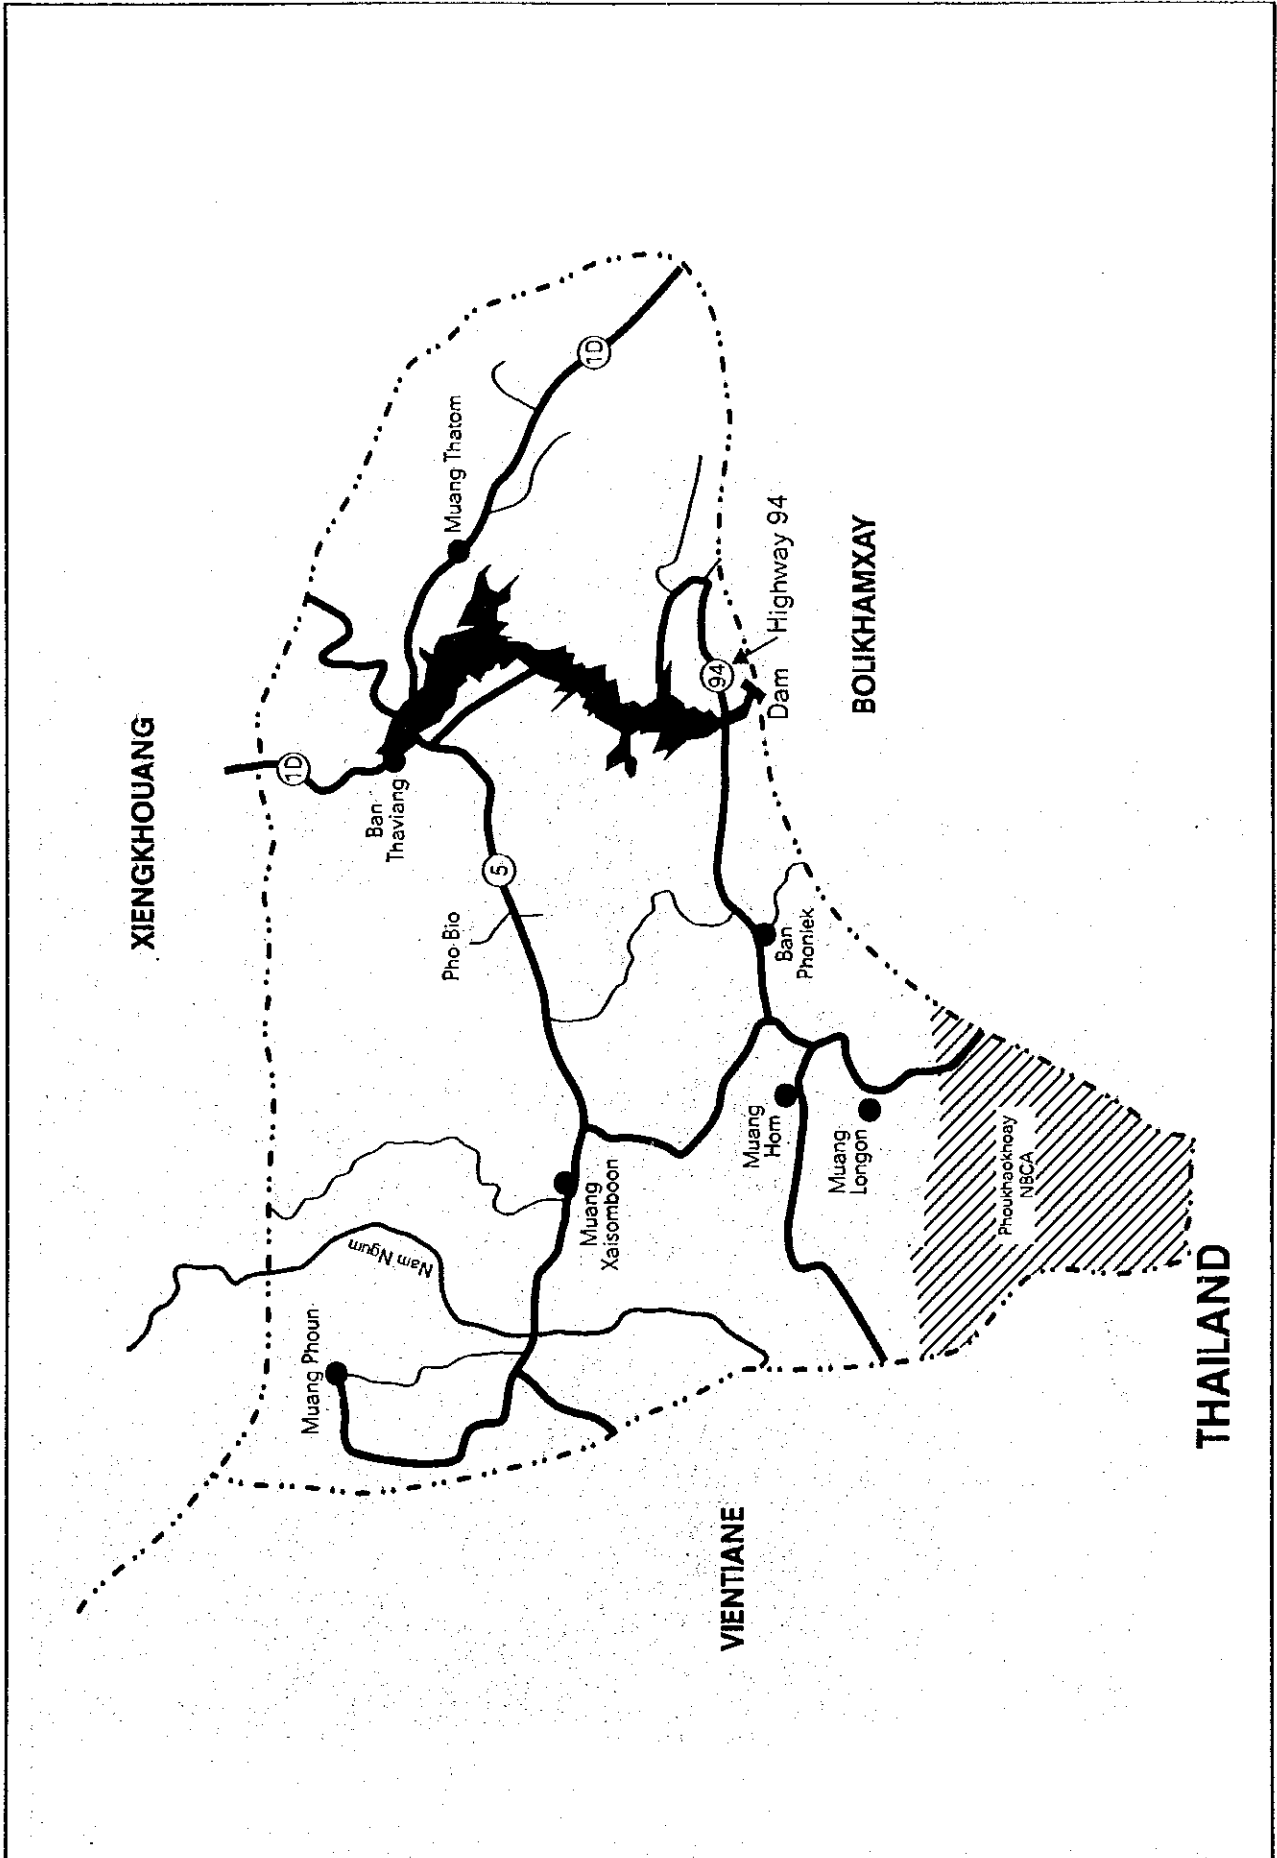 XIENGKHOUANG
1D
Ban
Thaviang
Muang Thatom
1D
Muang Phoun
Nam Ngum
Pho Bio
5
Muang
Xaisomboon
94
Highway 94
Dam
BOLIKHAMXAY
Ban
Phonlek
Muang
Hom
Muang
Longon
Phoukhaokhoay
NBCA
VIENTIANE
THAILAND